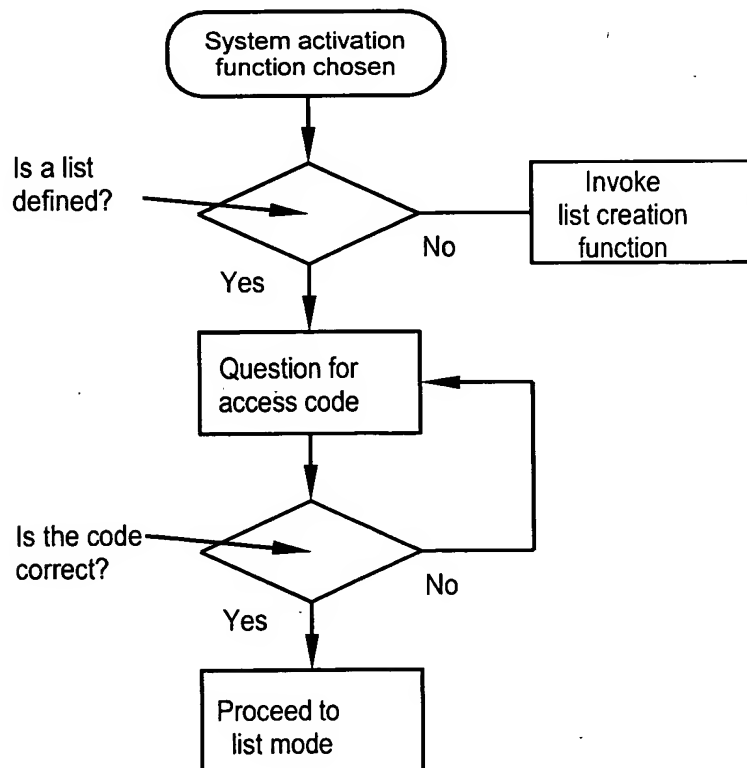 System activation
function chosen
Is a list
defined?
No
Invoke
list creation
function
Yes
Question for
access code
Is the code
correct?
No
Yes
Proceed to
list mode